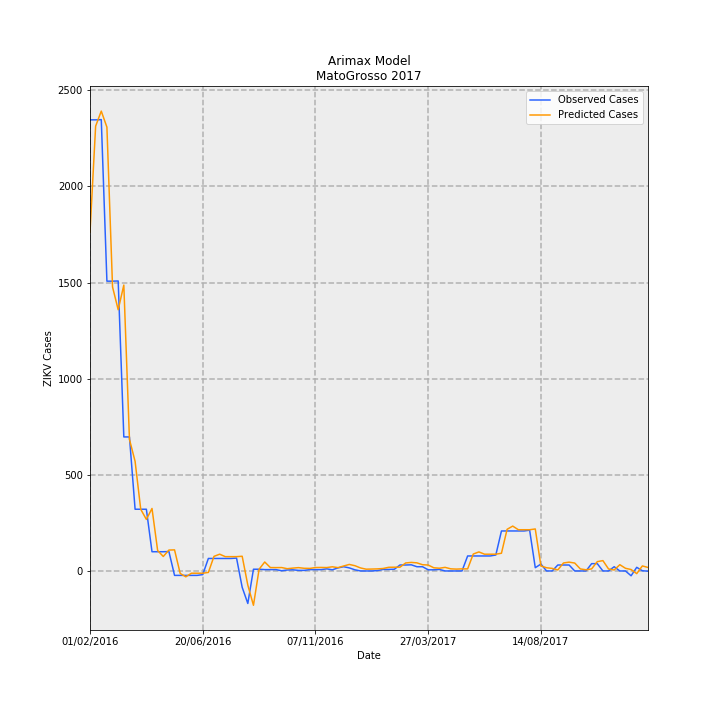 Arimax Model
MatoGrosso 2017
Observed Cases
Predicted Cases
2500
2000
1500
1000
500
0
ZIKV Cases
01/02/2016 20/06/2016 07/11/2016 27/03/2017 14/08/2017
Date